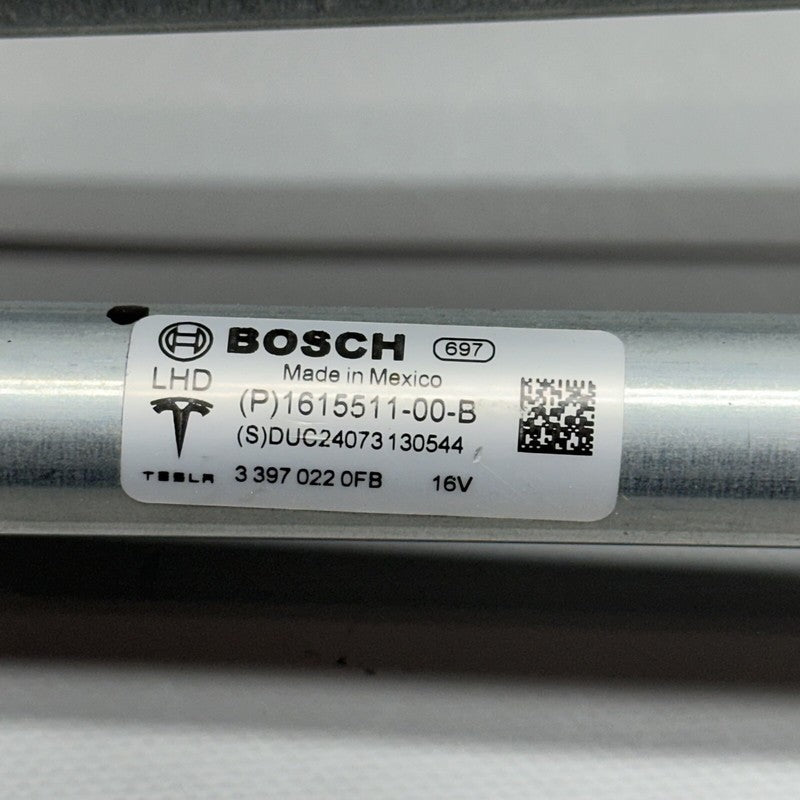 BOSCH 697
Made in Mexico
LHD (P)1615511-00-B
(S)DUC24073130544
TESLA 3 397 022 0FB 16V